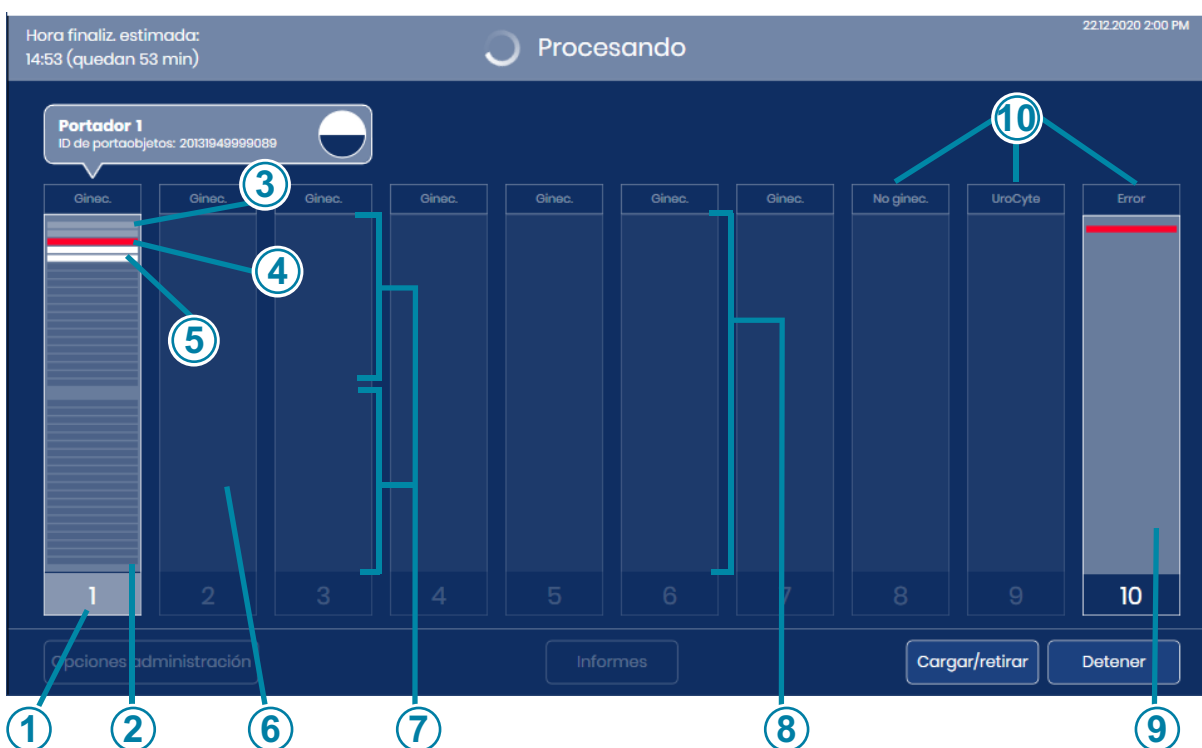 Hora finaliz. estimada:
14:53 (quedan 53 min)
Procesando
22.12.2020 2:00 PM
Portador 1
ID de portaobjetos: 20131949999089
10
3
Ginec.
Ginec.
Ginec.
Ginec.
Ginec.
Ginec.
Ginec.
No ginec.
UroCyte
Error
4
5
1
2
3
4
5
6
7
8
9
10
Opciones administración
Informes
Cargar/retirar
Detener
1
2
6
7
8
9